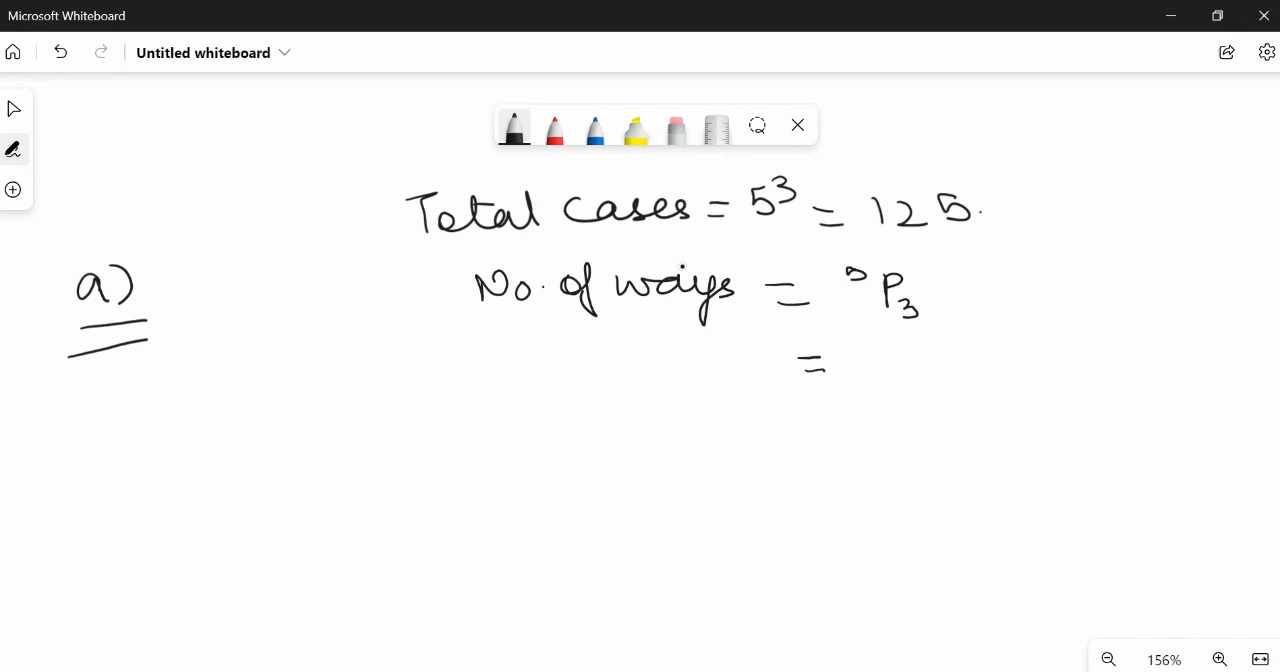 Microsoft Whiteboard
Untitled whiteboard
Total cases = 5³ = 125.
a) No. of ways = ⁵P₃
=
156%